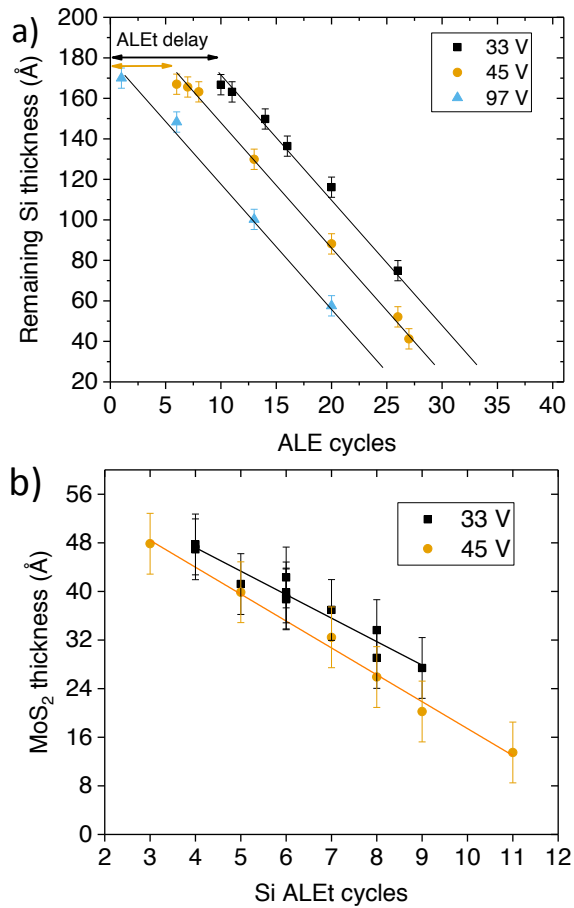 a)
ALEt delay
33 V
45 V
97 V
200
180
160
140
120
100
80
60
40
20
Remaining Si thickness (Å)
0 5 10 15 20 25 30 35 40
ALE cycles
b)
33 V
45 V
56
48
40
32
24
16
8
0
MoS₂ thickness (Å)
2 3 4 5 6 7 8 9 10 11 12
Si ALEt cycles